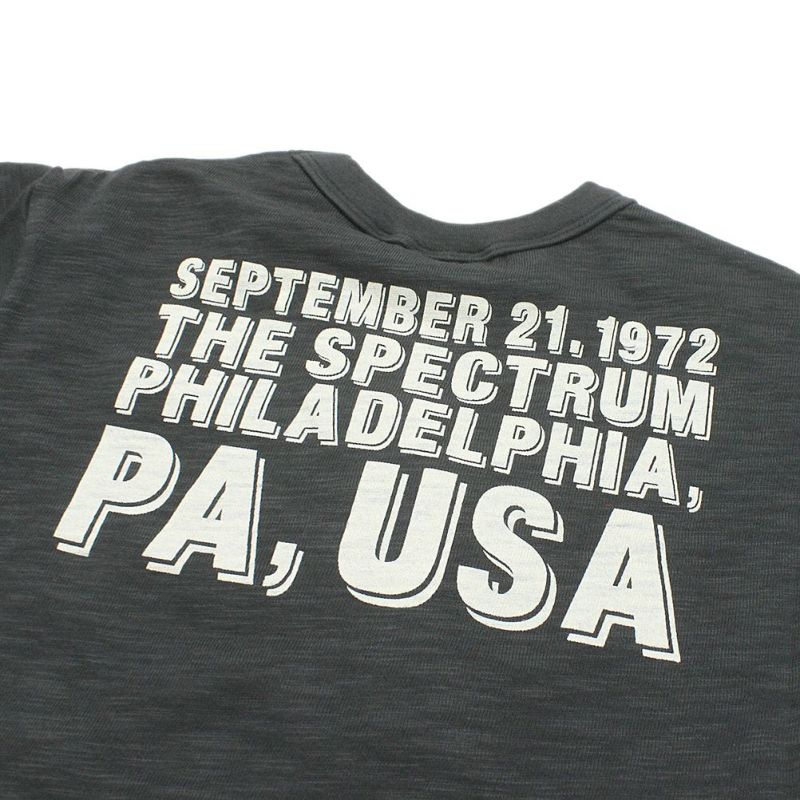 SEPTEMBER 21, 1972
THE SPECTRUM
PHILADELPHIA,
PA, USA